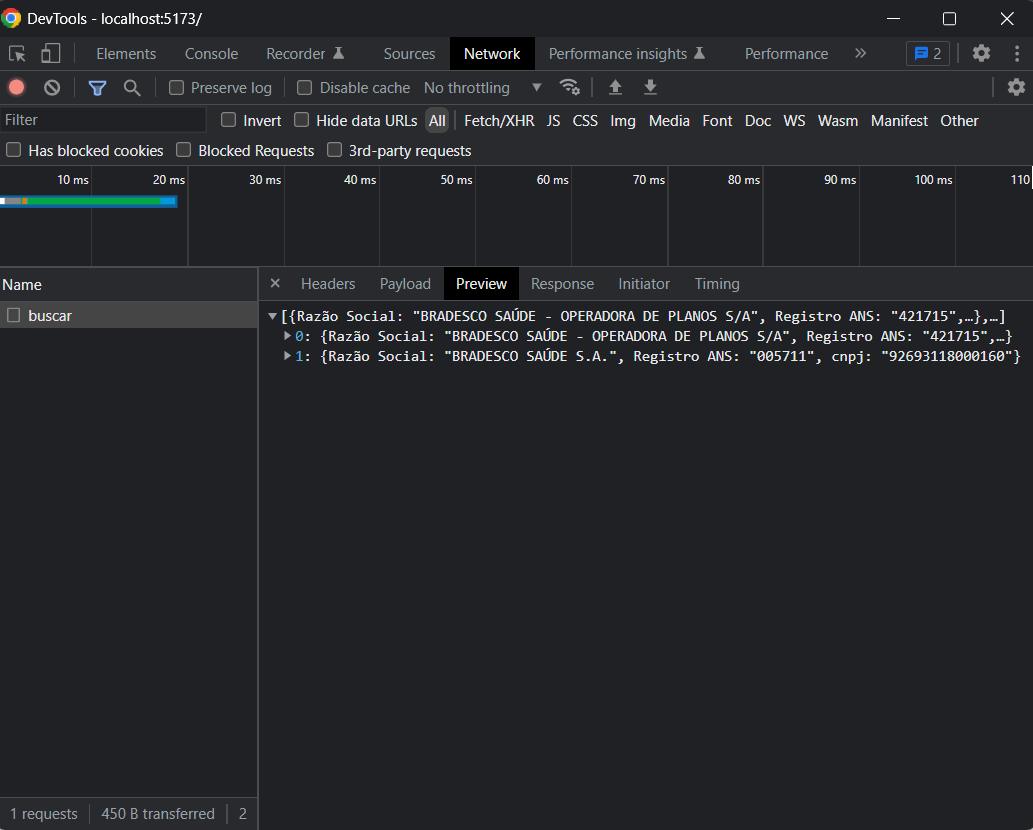 DevTools - localhost:5173/
Elements Console Recorder Sources Network Performance insights Performance 2
Preserve log Disable cache No throttling
Filter Invert Hide data URLs All Fetch/XHR JS CSS Img Media Font Doc WS Wasm Manifest Other
Has blocked cookies Blocked Requests 3rd-party requests
10 ms 20 ms 30 ms 40 ms 50 ms 60 ms 70 ms 80 ms 90 ms 100 ms 110
Name Headers Payload Preview Response Initiator Timing
buscar
[{Razão Social: "BRADESCO SAÚDE - OPERADORA DE PLANOS S/A", Registro ANS: "421715",…},…]
0: {Razão Social: "BRADESCO SAÚDE - OPERADORA DE PLANOS S/A", Registro ANS: "421715",…}
1: {Razão Social: "BRADESCO SAÚDE S.A.", Registro ANS: "005711", cnpj: "92693118000160"}
1 requests 450 B transferred 2